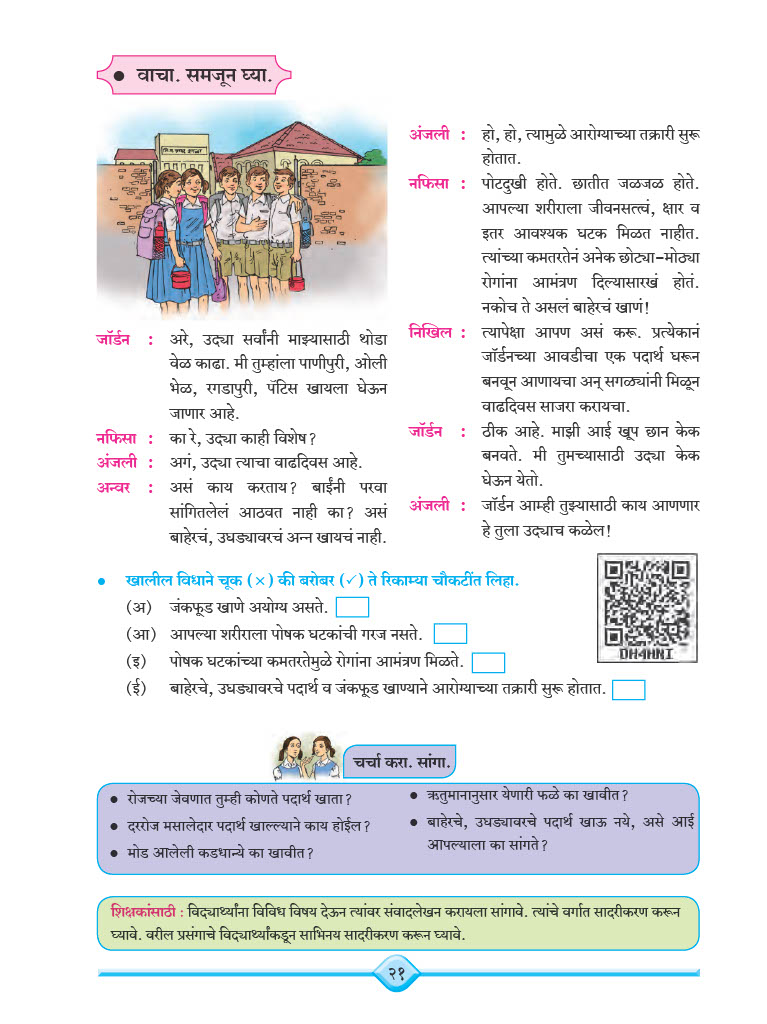 • वाचा. समजून घ्या.
जॉर्डन : अरे, उद्या सर्वांनी माझ्यासाठी थोडा
वेळ काढा. मी तुम्हांला पाणीपुरी, ओली
भेळ, रगडापुरी, पॅटिस खायला घेऊन
जाणार आहे.
नफिसा : का रे, उद्या काही विशेष?
अंजली : अगं, उद्या त्याचा वाढदिवस आहे.
अन्वर : असं काय करताय? बाईंनी परवा
सांगितलेलं आठवत नाही का? असं
बाहेरचं, उघड्यावरचं अन्न खायचं नाही.
अंजली : हो, हो, त्यामुळे आरोग्याच्या तक्रारी सुरू
होतात.
नफिसा : पोटदुखी होते. छातीत जळजळ होते.
आपल्या शरीराला जीवनसत्त्वं, क्षार व
इतर आवश्यक घटक मिळत नाहीत.
त्यांच्या कमतरतेनं अनेक छोट्या-मोठ्या
रोगांना आमंत्रण दिल्यासारखं होतं.
नकोच ते असलं बाहेरचं खाणं!
निखिल : त्यापेक्षा आपण असं करू. प्रत्येकानं
जॉर्डनच्या आवडीचा एक पदार्थ घरून
बनवून आणायचा अन् सगळ्यांनी मिळून
वाढदिवस साजरा करायचा.
जॉर्डन : ठीक आहे. माझी आई खूप छान केक
बनवते. मी तुमच्यासाठी उद्या केक
घेऊन येतो.
अंजली : जॉर्डन आम्ही तुझ्यासाठी काय आणणार
हे तुला उद्याच कळेल!
• खालील विधाने चूक (×) की बरोबर (✓) ते रिकाम्या चौकटींत लिहा.
(अ) जंकफूड खाणे अयोग्य असते.
(आ) आपल्या शरीराला पोषक घटकांची गरज नसते.
(इ) पोषक घटकांच्या कमतरतेमुळे रोगांना आमंत्रण मिळते.
(ई) बाहेरचे, उघड्यावरचे पदार्थ व जंकफूड खाण्याने आरोग्याच्या तक्रारी सुरू होतात.
DH4HNI
चर्चा करा. सांगा.
• रोजच्या जेवणात तुम्ही कोणते पदार्थ खाता?
• दररोज मसालेदार पदार्थ खाल्ल्याने काय होईल?
• मोड आलेली कडधान्ये का खावीत?
• ऋतुमानानुसार येणारी फळे का खावीत?
• बाहेरचे, उघड्यावरचे पदार्थ खाऊ नये, असे आई
आपल्याला का सांगते?
शिक्षकांसाठी : विद्यार्थ्यांना विविध विषय देऊन त्यांवर संवादलेखन करायला सांगावे. त्यांचे वर्गात सादरीकरण करून
घ्यावे. वरील प्रसंगाचे विद्यार्थ्यांकडून साभिनय सादरीकरण करून घ्यावे.
२१